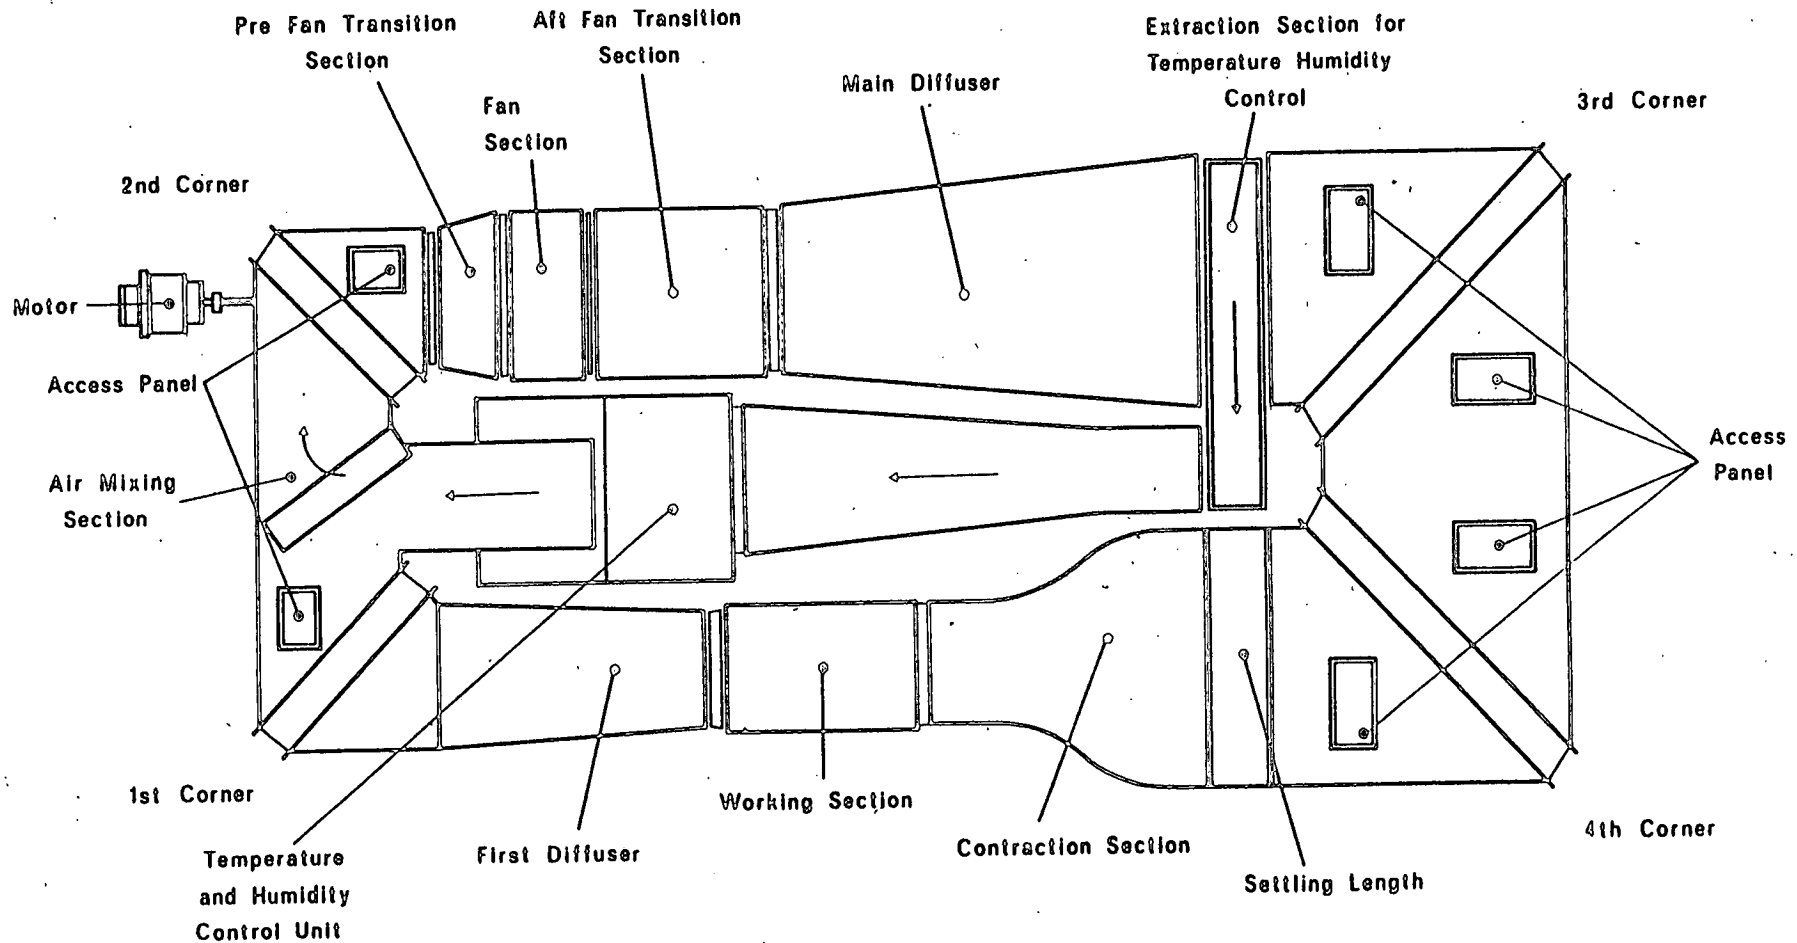 Pre Fan Transition
Section
Aft Fan Transition
Section
Fan
Section
Main Diffuser
Extraction Section for
Temperature Humidity
Control
3rd Corner
2nd Corner
Motor
Access Panel
Air Mixing
Section
Access
Panel
1st Corner
Temperature
and Humidity
Control Unit
First Diffuser
Working Section
Contraction Section
Settling Length
4th Corner